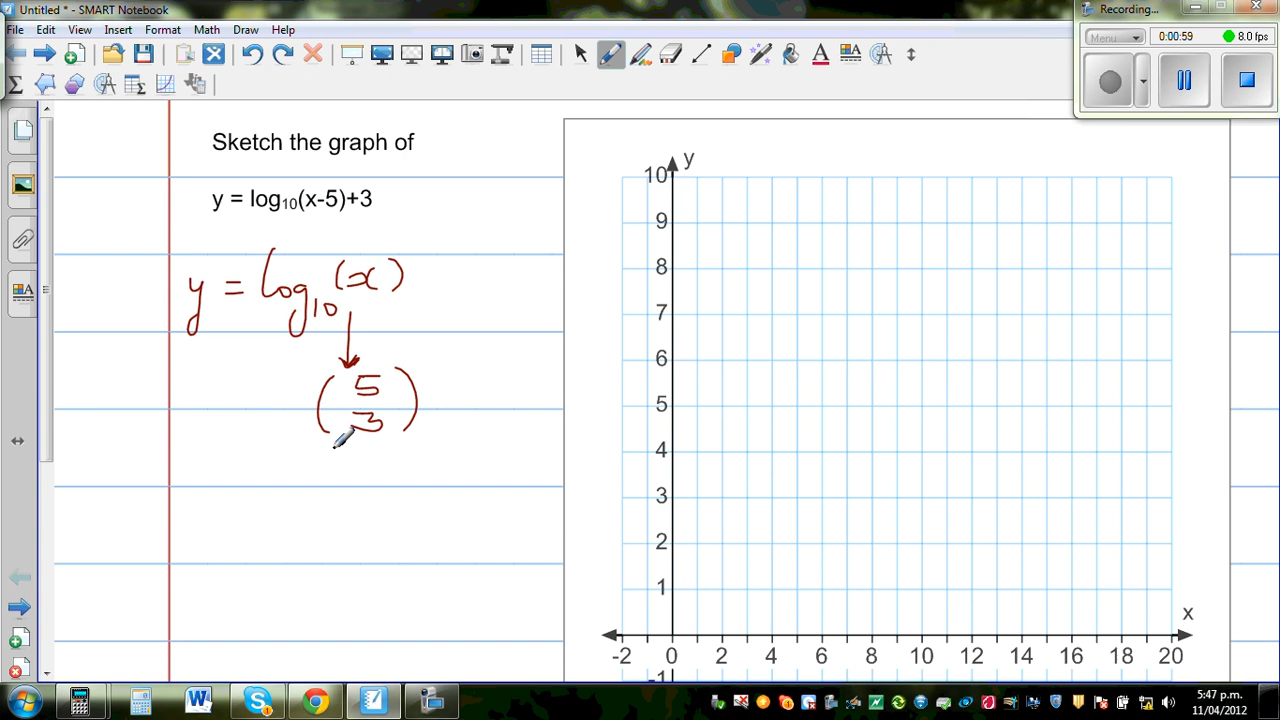 Untitled * - SMART Notebook
Recording...
File Edit View Insert Format Math Draw Help
Menu 0:00:59 8.0 fps
Sketch the graph of
y = log₁₀(x-5)+3
y = log₁₀(x)
(5
3)
y
10
9
8
7
6
5
4
3
2
1
x
-2 0 2 4 6 8 10 12 14 16 18 20
-1
5:47 p.m.
11/04/2012